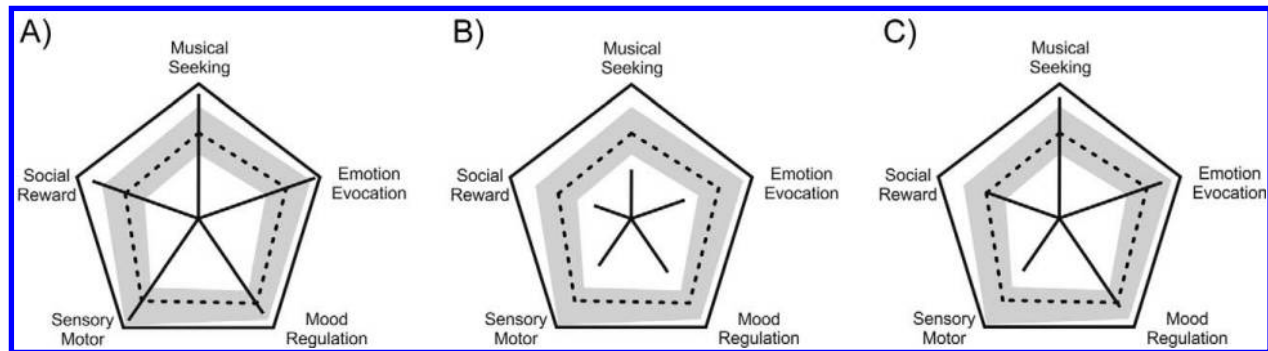 A)
Musical
Seeking
Social
Reward
Emotion
Evocation
Sensory
Motor
Mood
Regulation
B)
Musical
Seeking
Social
Reward
Emotion
Evocation
Sensory
Motor
Mood
Regulation
C)
Musical
Seeking
Social
Reward
Emotion
Evocation
Sensory
Motor
Mood
Regulation